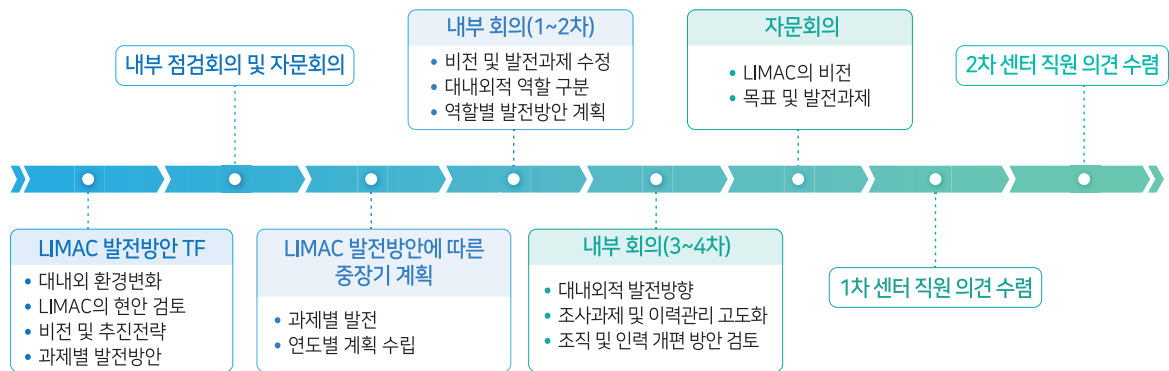 내부 점검회의 및 자문회의
내부 회의(1~2차)
• 비전 및 발전과제 수정
• 대내외적 역할 구분
• 역할별 발전방안 계획
자문회의
• LIMAC의 비전
• 목표 및 발전과제
2차 센터 직원 의견 수렴
LIMAC 발전방안 TF
• 대내외 환경변화
• LIMAC의 현안 검토
• 비전 및 추진전략
• 과제별 발전방안
LIMAC 발전방안에 따른
중장기 계획
• 과제별 발전
• 연도별 계획 수립
내부 회의(3~4차)
• 대내외적 발전방향
• 조사과제 및 이력관리 고도화
• 조직 및 인력 개편 방안 검토
1차 센터 직원 의견 수렴